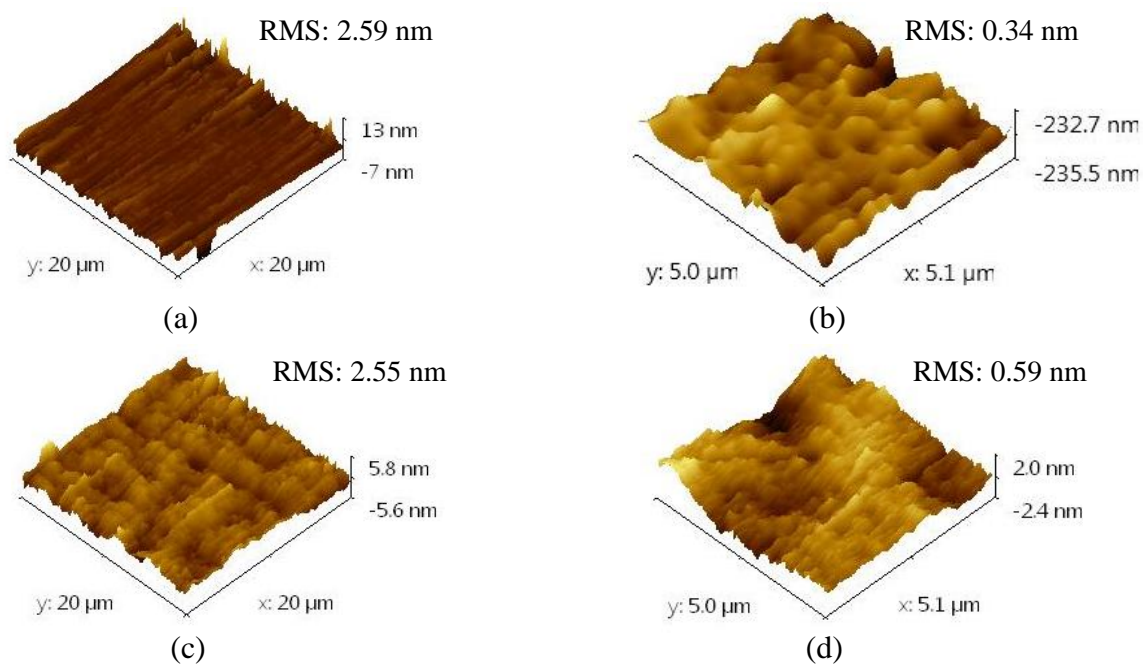 RMS: 2.59 nm
13 nm
-7 nm
y: 20 µm
x: 20 µm
(a)
RMS: 0.34 nm
-232.7 nm
-235.5 nm
y: 5.0 µm
x: 5.1 µm
(b)
RMS: 2.55 nm
5.8 nm
-5.6 nm
y: 20 µm
x: 20 µm
(c)
RMS: 0.59 nm
2.0 nm
-2.4 nm
y: 5.0 µm
x: 5.1 µm
(d)